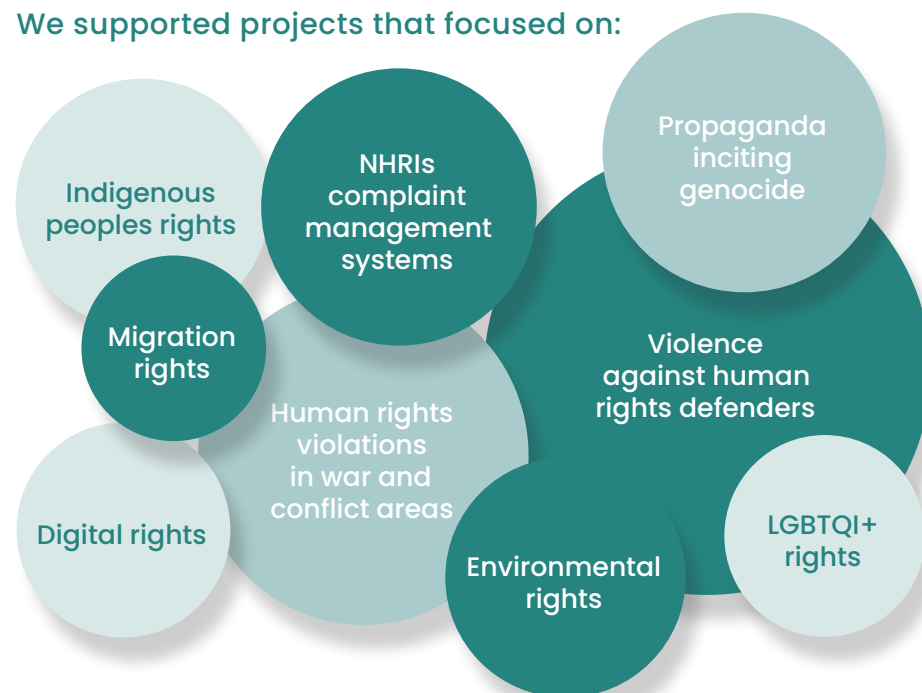 We supported projects that focused on:
Indigenous
peoples rights
NHRIs
complaint
management
systems
Propaganda
inciting
genocide
Migration
rights
Human rights
violations
in war and
conflict areas
Violence
against human
rights defenders
Digital rights
Environmental
rights
LGBTQI+
rights